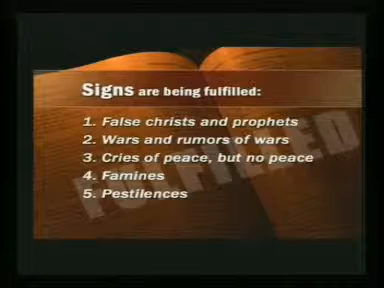 Signs are being fulfilled:
1. False christs and prophets
2. Wars and rumors of wars
3. Cries of peace, but no peace
4. Famines
5. Pestilences
FULFILLED